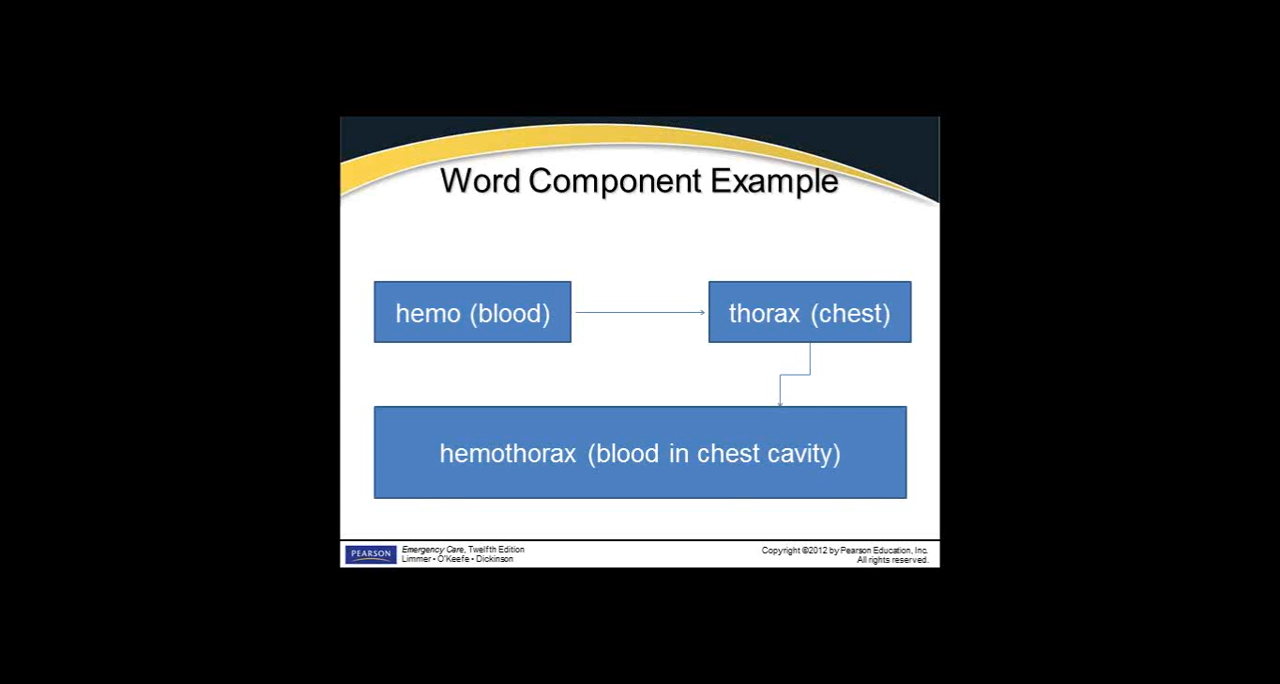 Word Component Example
hemo (blood)
thorax (chest)
hemothorax (blood in chest cavity)
PEARSON
Emergency Care, Twelfth Edition
Limmer • O'Keefe • Dickinson
Copyright ©2012 by Pearson Education, Inc.
All rights reserved.